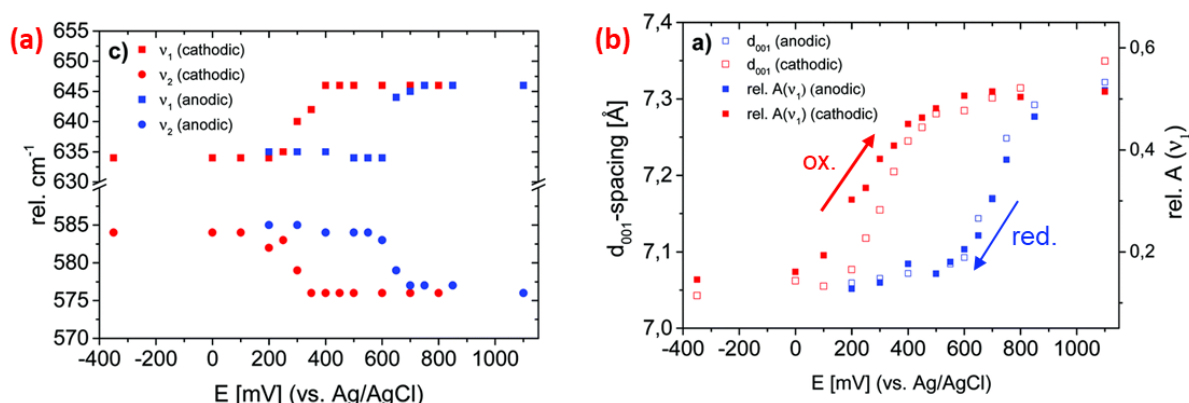 (a)
c)
ν₁ (cathodic)
ν₂ (cathodic)
ν₁ (anodic)
ν₂ (anodic)
655
650
645
640
635
630
585
580
575
570
rel. cm⁻¹
-400 -200 0 200 400 600 800 1000
E [mV] (vs. Ag/AgCl)
(b)
a)
d₀₀₁ (anodic)
d₀₀₁ (cathodic)
rel. A(ν₁) (anodic)
rel. A(ν₁) (cathodic)
ox.
red.
7,4
7,3
7,2
7,1
7,0
d₀₀₁-spacing [Å]
0,6
0,4
0,2
0,0
rel. A (ν₁)
-400 -200 0 200 400 600 800 1000
E [mV] (vs. Ag/AgCl)